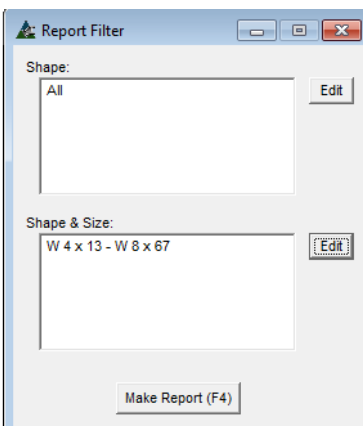 Report Filter
Shape:
All
Edit
Shape & Size:
W 4 x 13 - W 8 x 67
Edit
Make Report (F4)